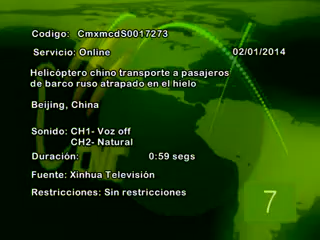 Codigo: CmxmcdS0017273
Servicio: Online 02/01/2014
Helicóptero chino transporte a pasajeros
de barco ruso atrapado en el hielo
Beijing, China
Sonido: CH1- Voz off
CH2- Natural
Duración: 0:59 segs
Fuente: Xinhua Televisión
Restricciones: Sin restricciones
7